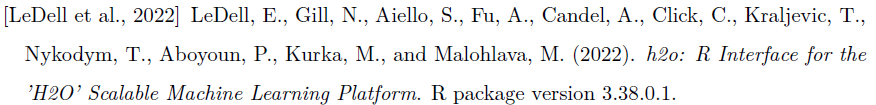 [LeDell et al., 2022] LeDell, E., Gill, N., Aiello, S., Fu, A., Candel, A., Click, C., Kraljevic, T.,
Nykodym, T., Aboyoun, P., Kurka, M., and Malohlava, M. (2022). h2o: R Interface for the
’H2O’ Scalable Machine Learning Platform. R package version 3.38.0.1.